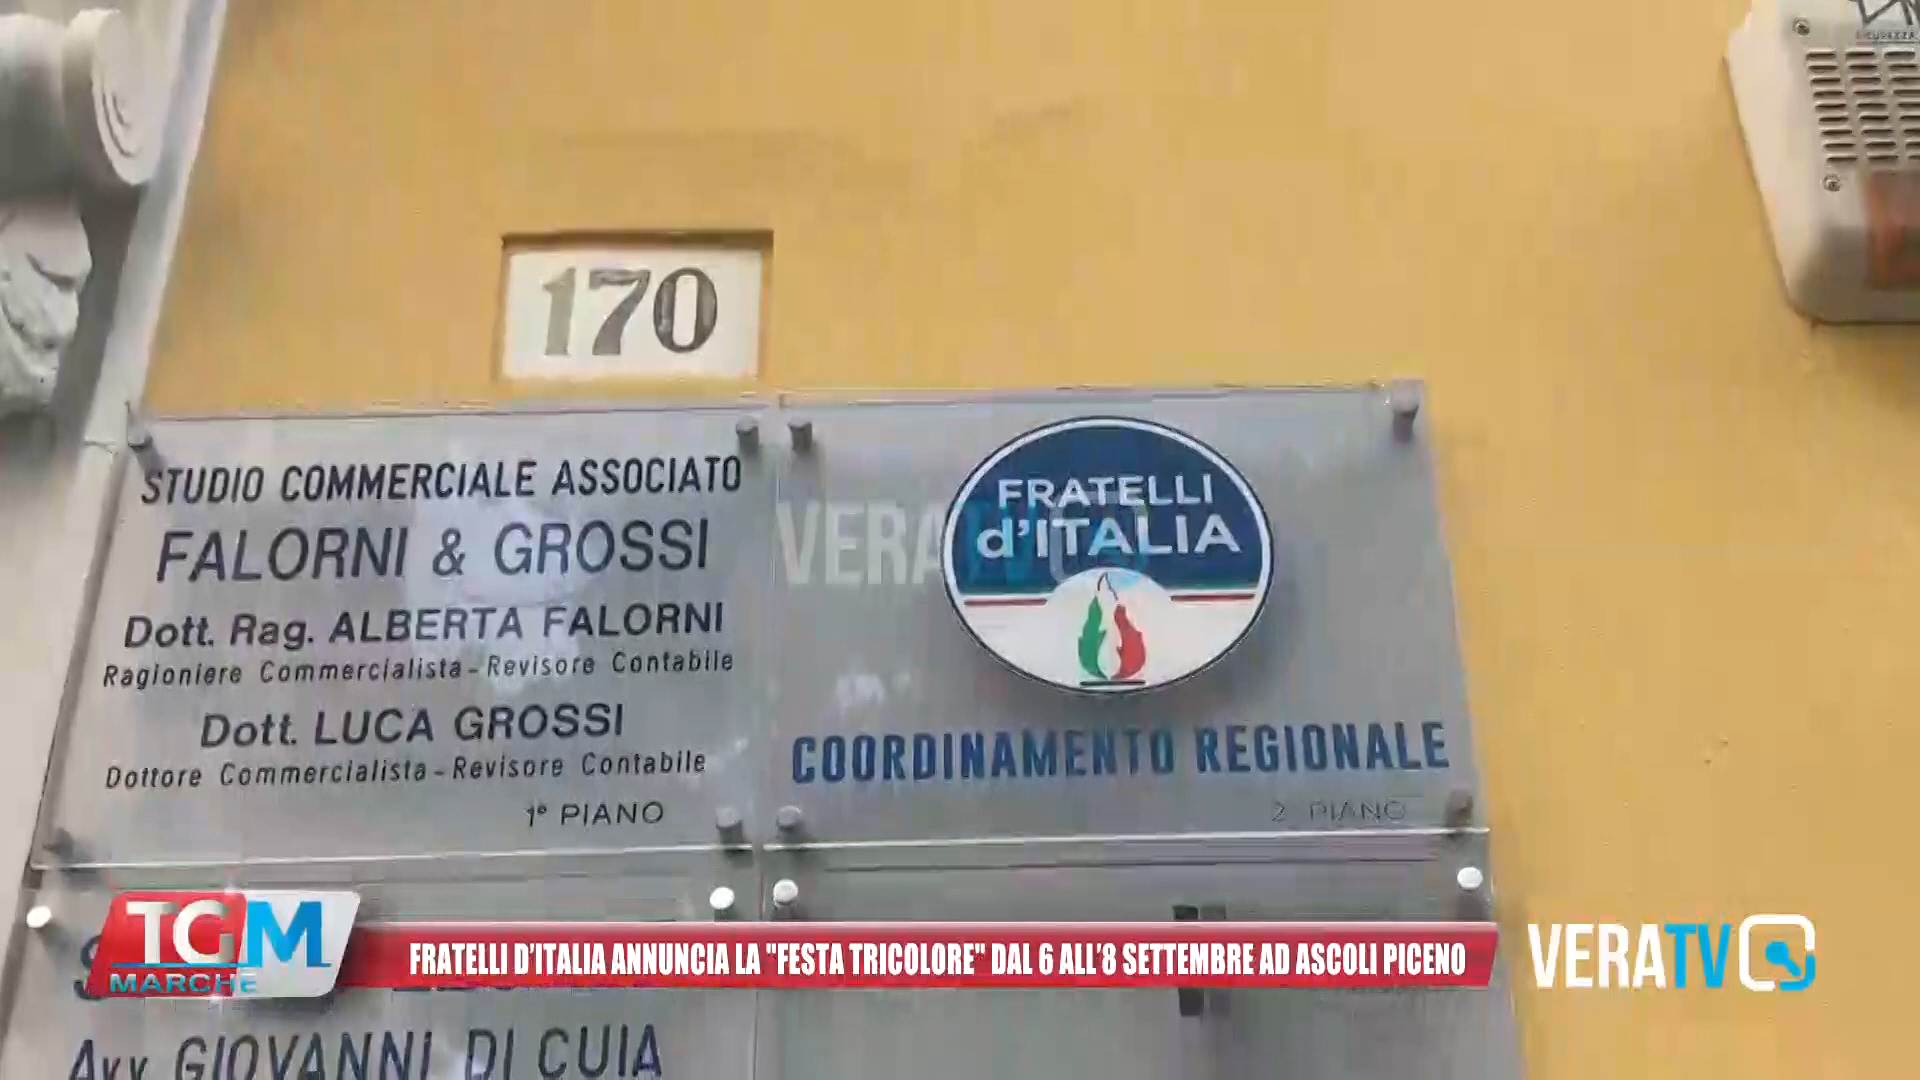 170
STUDIO COMMERCIALE ASSOCIATO
FALORNI & GROSSI
Dott. Rag. ALBERTA FALORNI
Ragioniere Commercialista - Revisore Contabile
Dott. LUCA GROSSI
Dottore Commercialista - Revisore Contabile
1° PIANO
FRATELLI
d'ITALIA
VERATV
COORDINAMENTO REGIONALE
2° PIANO
TGM
MARCHE
FRATELLI D'ITALIA ANNUNCIA LA "FESTA TRICOLORE" DAL 6 ALL'8 SETTEMBRE AD ASCOLI PICENO
VERATV
Avv GIOVANNI DI CUIA